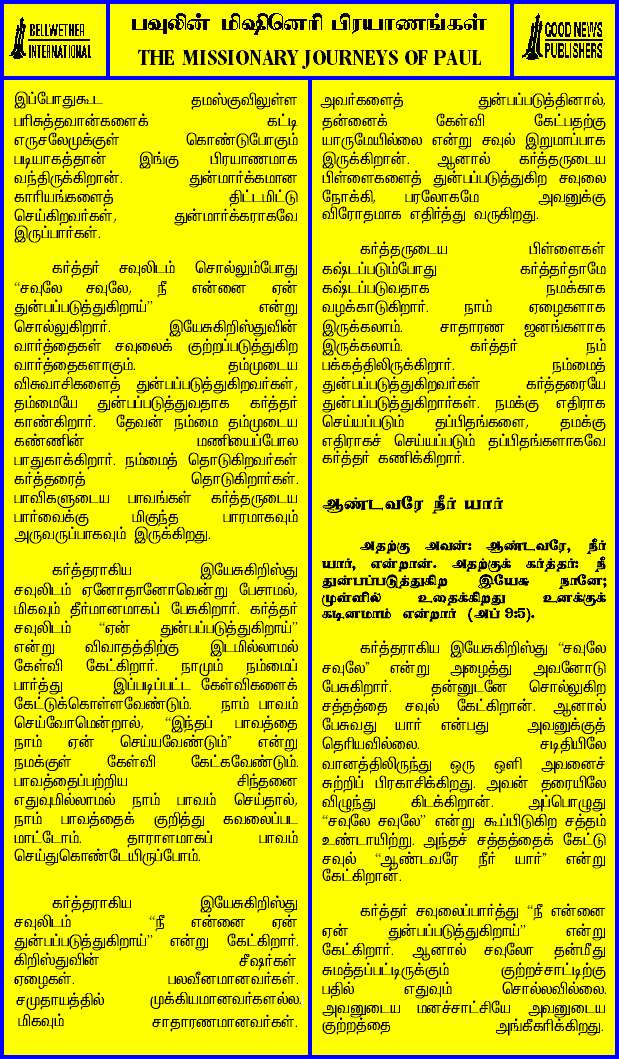 BELLWETHER
INTERNATIONAL
பவுலின் மிஷினெரி பிரயாணங்கள்
THE MISSIONARY JOURNEYS OF PAUL
GOOD NEWS
PUBLISHERS
இப்போதுகூட தமஸ்குவிலுள்ள
பரிசுத்தவான்களைக் கட்டி
எருசலேமுக்குள் கொண்டுபோகும்
படியாகத்தான் இங்கு பிரயாணமாக
வந்திருக்கிறான். துன்மார்க்கமான
காரியங்களைத் திட்டமிட்டு
செய்கிறவர்கள், துன்மார்க்கராகவே
இருப்பார்கள்.
கர்த்தர் சவுலிடம் சொல்லும்போது
“சவுலே சவுலே, நீ என்னை ஏன்
துன்பப்படுத்துகிறாய்” என்று
சொல்லுகிறார். இயேசுகிறிஸ்துவின்
வார்த்தைகள் சவுலைக் குற்றப்படுத்துகிற
வார்த்தைகளாகும். தம்முடைய
விசுவாசிகளைத் துன்பப்படுத்துகிறவர்கள்,
தம்மையே துன்பப்படுத்துவதாக கர்த்தர்
காண்கிறார். தேவன் நம்மை தம்முடைய
கண்ணின் மணியைப்போல
பாதுகாக்கிறார். நம்மைத் தொடுகிறவர்கள்
கர்த்தரைத் தொடுகிறார்கள்.
பாவிகளுடைய பாவங்கள் கர்த்தருடைய
பார்வைக்கு மிகுந்த பாரமாகவும்
அருவருப்பாகவும் இருக்கிறது.
கர்த்தராகிய இயேசுகிறிஸ்து
சவுலிடம் ஏனோதானோவென்று பேசாமல்,
மிகவும் தீர்மானமாகப் பேசுகிறார். கர்த்தர்
சவுலிடம் “ஏன் துன்பப்படுத்துகிறாய்”
என்று விவாதத்திற்கு இடமில்லாமல்
கேள்வி கேட்கிறார். நாமும் நம்மைப்
பார்த்து இப்படிப்பட்ட கேள்விகளைக்
கேட்டுக்கொள்ளவேண்டும். நாம் பாவம்
செய்வோமென்றால், “இந்தப் பாவத்தை
நாம் ஏன் செய்யவேண்டும்” என்று
நமக்குள் கேள்வி கேட்கவேண்டும்.
பாவத்தைப்பற்றிய சிந்தனை
எதுவுமில்லாமல் நாம் பாவம் செய்தால்,
நாம் பாவத்தைக் குறித்து கவலைப்பட
மாட்டோம். தாராளமாகப் பாவம்
செய்துகொண்டேயிருப்போம்.
கர்த்தராகிய இயேசுகிறிஸ்து
சவுலிடம் “நீ என்னை ஏன்
துன்பப்படுத்துகிறாய்” என்று கேட்கிறார்.
கிறிஸ்துவின் சீஷர்கள்
ஏழைகள். பலவீனமானவர்கள்.
சமுதாயத்தில் முக்கியமானவர்களல்ல.
மிகவும் சாதாரணமானவர்கள்.
அவர்களைத் துன்பப்படுத்தினால்,
தன்னைக் கேள்வி கேட்பதற்கு
யாருமேயில்லை என்று சவுல் இறுமாப்பாக
இருக்கிறான். ஆனால் கர்த்தருடைய
பிள்ளைகளைத் துன்பப்படுத்துகிற சவுலை
நோக்கி, பரலோகமே அவனுக்கு
விரோதமாக எதிர்த்து வருகிறது.
கர்த்தருடைய பிள்ளைகள்
கஷ்டப்படும்போது கர்த்தர்தாமே
கஷ்டப்படுவதாக நமக்காக
வழக்காடுகிறார். நாம் ஏழைகளாக
இருக்கலாம். சாதாரண ஜனங்களாக
இருக்கலாம். கர்த்தர் நம்
பக்கத்திலிருக்கிறார். நம்மைத்
துன்பப்படுத்துகிறவர்கள் கர்த்தரையே
துன்பப்படுத்துகிறார்கள். நமக்கு எதிராக
செய்யப்படும் தப்பிதங்களை, தமக்கு
எதிராகச் செய்யப்படும் தப்பிதங்களாகவே
கர்த்தர் கணிக்கிறார்.
ஆண்டவரே நீர் யார்
அதற்கு அவன்: ஆண்டவரே, நீர்
யார், என்றான். அதற்குக் கர்த்தர்: நீ
துன்பப்படுத்துகிற இயேசு நானே;
முள்ளில் உதைக்கிறது உனக்குக்
கடினமாம் என்றார் (அப் 9:5).
கர்த்தராகிய இயேசுகிறிஸ்து “சவுலே
சவுலே” என்று அழைத்து அவனோடு
பேசுகிறார். தன்னுடனே சொல்லுகிற
சத்தத்தை சவுல் கேட்கிறான். ஆனால்
பேசுவது யார் என்பது அவனுக்குத்
தெரியவில்லை. சடிதியிலே
வானத்திலிருந்து ஒரு ஒளி அவனைச்
சுற்றிப் பிரகாசிக்கிறது. அவன் தரையிலே
விழுந்து கிடக்கிறான். அப்பொழுது
“சவுலே சவுலே” என்று கூப்பிடுகிற சத்தம்
உண்டாயிற்று. அந்தச் சத்தத்தைக் கேட்டு
சவுல் “ஆண்டவரே நீர் யார்” என்று
கேட்கிறான்.
கர்த்தர் சவுலைப்பார்த்து “நீ என்னை
ஏன் துன்பப்படுத்துகிறாய்” என்று
கேட்கிறார். ஆனால் சவுலோ தன்மீது
சுமத்தப்பட்டிருக்கும் குற்றச்சாட்டிற்கு
பதில் எதுவும் சொல்லவில்லை.
அவனுடைய மனச்சாட்சியே அவனுடைய
குற்றத்தை அங்கீகரிக்கிறது.